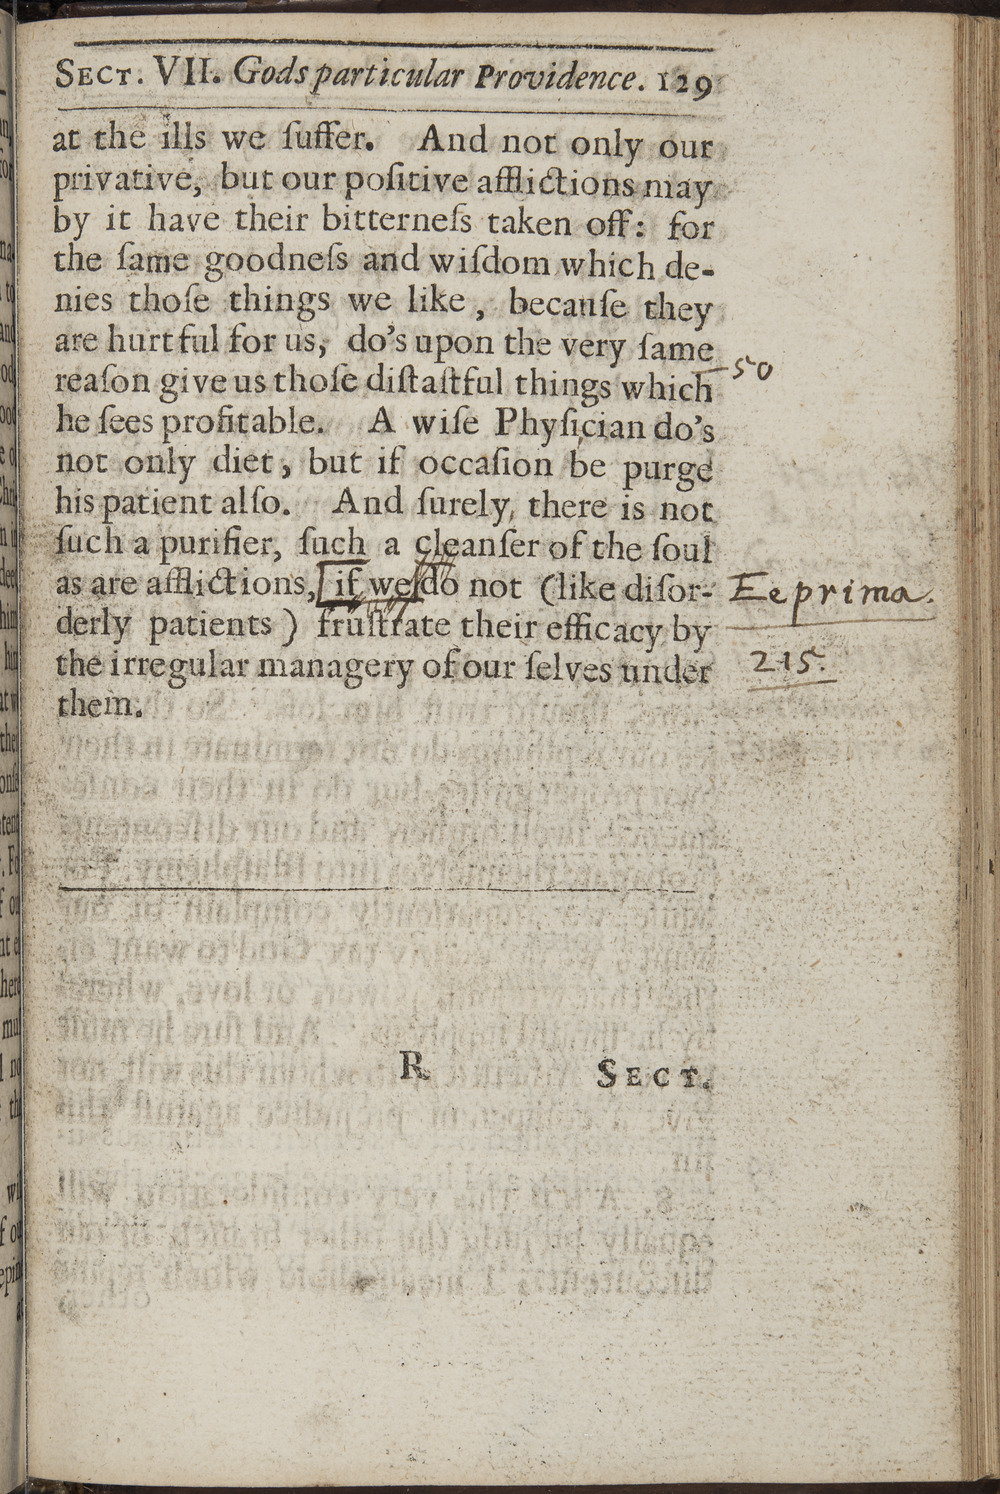 SECT. VII. Gods particular Providence. 129
at the ills we ſuffer. And not only our
privative, but our poſitive afflictions may
by it have their bitterneſs taken off: for
the ſame goodneſs and wiſdom which de-
nies thoſe things we like, becauſe they
are hurtful for us, do's upon the very ſame
reaſon give us thoſe diſtaſtful things which
50
he ſees profitable. A wiſe Phyſician do's
not only diet, but if occaſion be purge
his patient alſo. And ſurely, there is not
ſuch a purifier, ſuch a cleanſer of the ſoul
as are afflictions, [if we do not (like diſor-
Ee prima.
derly patients) fruſtrate their efficacy by
the irregular managery of our ſelves under
215.
them.
R
SECT.